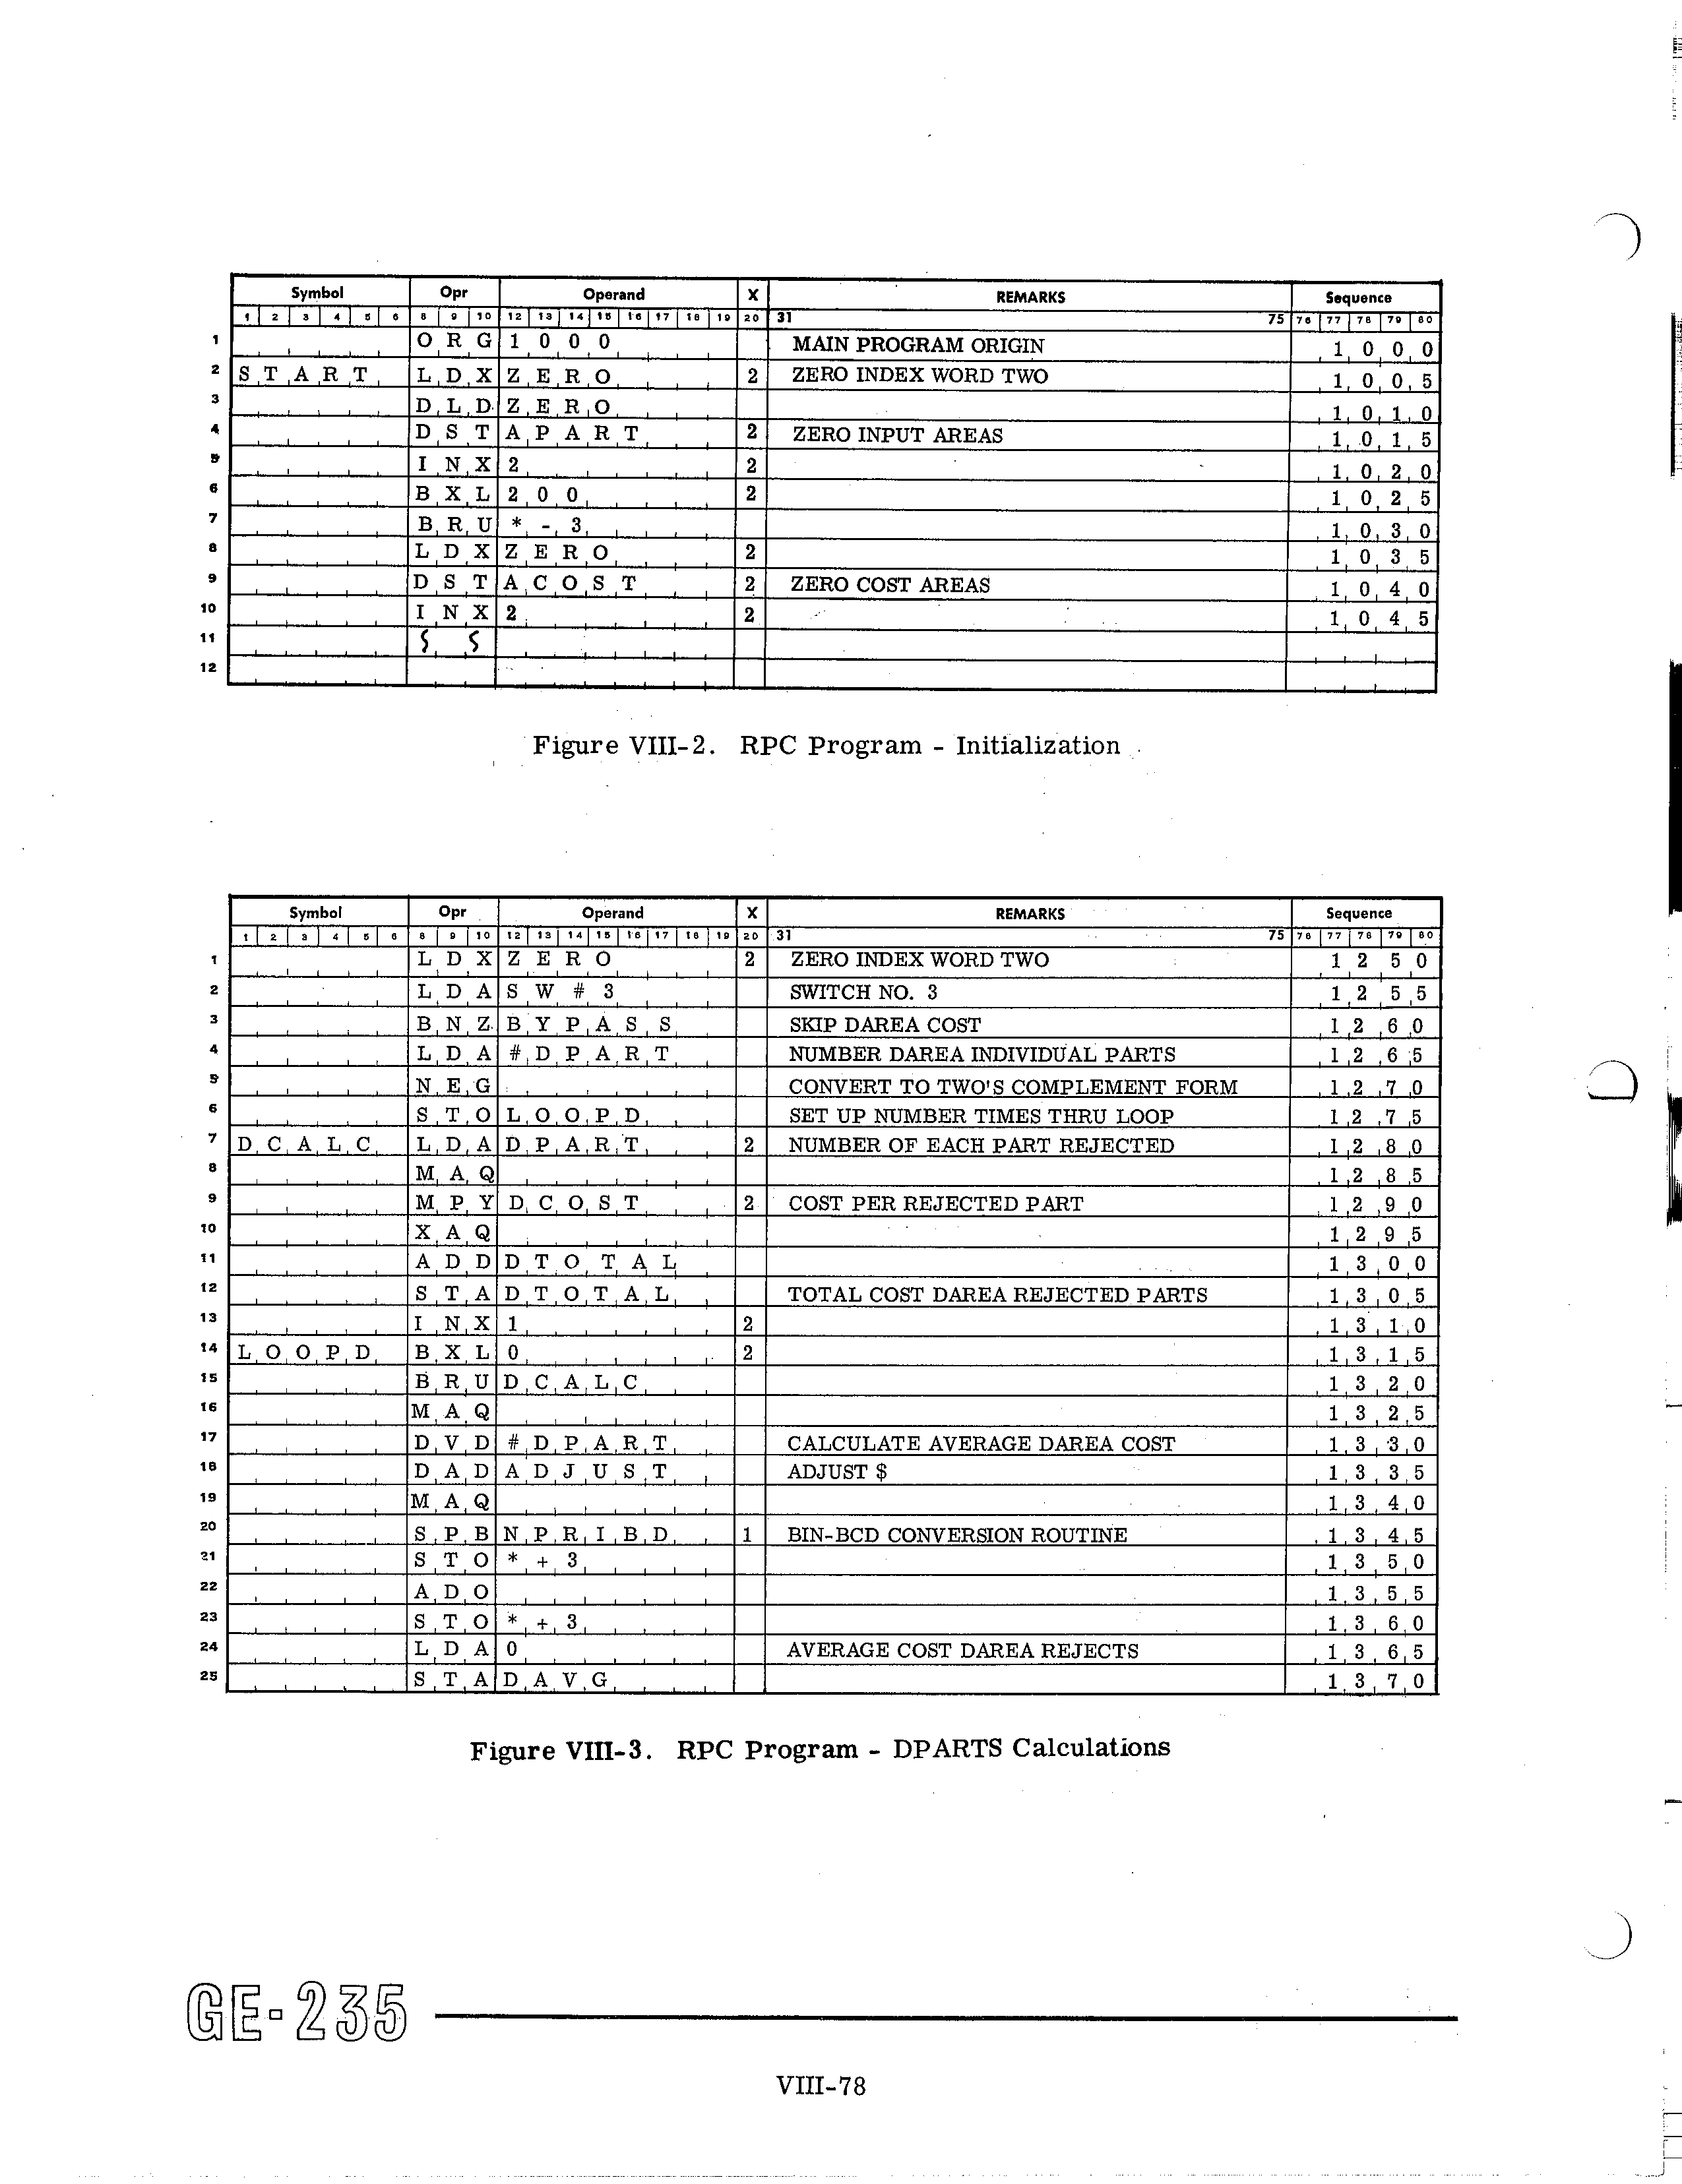 Symbol Opr Operand X REMARKS Sequence
1 2 3 4 5 6 8 9 10 12 13 14 15 16 17 18 19 20 31 75 76 77 78 79 80
1 ORG 1000 MAIN PROGRAM ORIGIN 1000
2 START LDX ZERO 2 ZERO INDEX WORD TWO 1005
3 DLD ZERO 1010
4 DST APART 2 ZERO INPUT AREAS 1015
5 INX 2 2 1020
6 BXL 200 2 1025
7 BRU *-3 1030
8 LDX ZERO 2 1035
9 DST ACOST 2 ZERO COST AREAS 1040
10 INX 2 2 1045
11
12
Figure VIII-2. RPC Program - Initialization
Symbol Opr Operand X REMARKS Sequence
1 2 3 4 5 6 8 9 10 12 13 14 15 16 17 18 19 20 31 75 76 77 78 79 80
1 LDX ZERO 2 ZERO INDEX WORD TWO 1250
2 LDA SW#3 SWITCH NO. 3 1255
3 BNZ BYPASS SKIP DAREA COST 1260
4 LDA #DPART NUMBER DAREA INDIVIDUAL PARTS 1265
5 NEG CONVERT TO TWO'S COMPLEMENT FORM 1270
6 STO LOOPD SET UP NUMBER TIMES THRU LOOP 1275
7 DCALC LDA DPART 2 NUMBER OF EACH PART REJECTED 1280
8 MAQ 1285
9 MPY DCOST 2 COST PER REJECTED PART 1290
10 XAQ 1295
11 ADD DTOTAL 1300
12 STA DTOTAL TOTAL COST DAREA REJECTED PARTS 1305
13 INX 1 2 1310
14 LOOPD BXL 0 2 1315
15 BRU DCALC 1320
16 MAQ 1325
17 DVD #DPART CALCULATE AVERAGE DAREA COST 1330
18 DAD ADJUST ADJUST $ 1335
19 MAQ 1340
20 SPB NPRIBD 1 BIN-BCD CONVERSION ROUTINE 1345
21 STO *+3 1350
22 ADO 1355
23 STO *+3 1360
24 LDA 0 AVERAGE COST DAREA REJECTS 1365
25 STA DAVG 1370
Figure VIII-3. RPC Program - DPARTS Calculations
GE-235
VIII-78